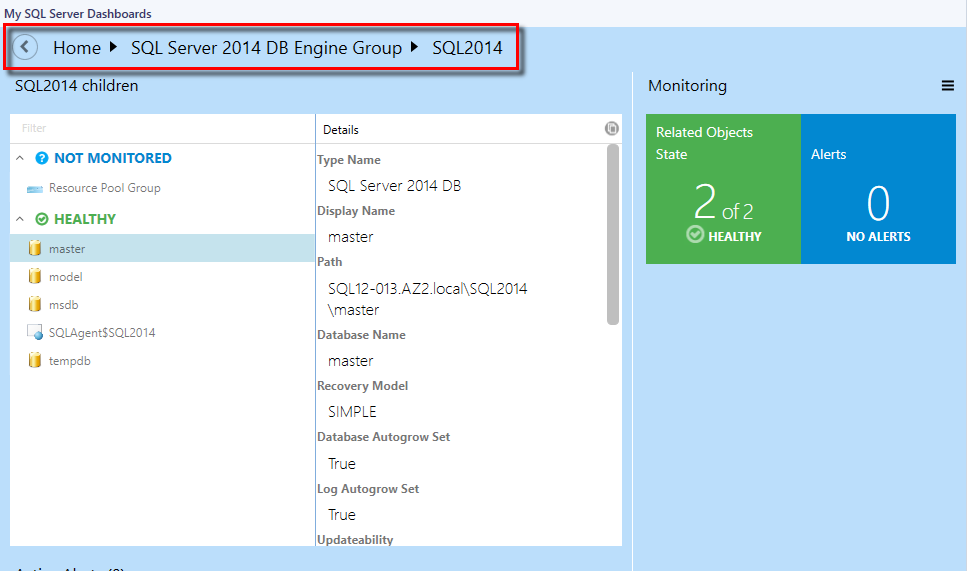 My SQL Server Dashboards
Home SQL Server 2014 DB Engine Group SQL2014
SQL2014 children
Filter
NOT MONITORED
Resource Pool Group
HEALTHY
master
model
msdb
SQLAgent$SQL2014
tempdb
Details
Type Name
SQL Server 2014 DB
Display Name
master
Path
SQL12-013.AZ2.local\SQL2014
\master
Database Name
master
Recovery Model
SIMPLE
Database Autogrow Set
True
Log Autogrow Set
True
Updateability
Monitoring
Related Objects
State
2 of 2
HEALTHY
Alerts
0
NO ALERTS